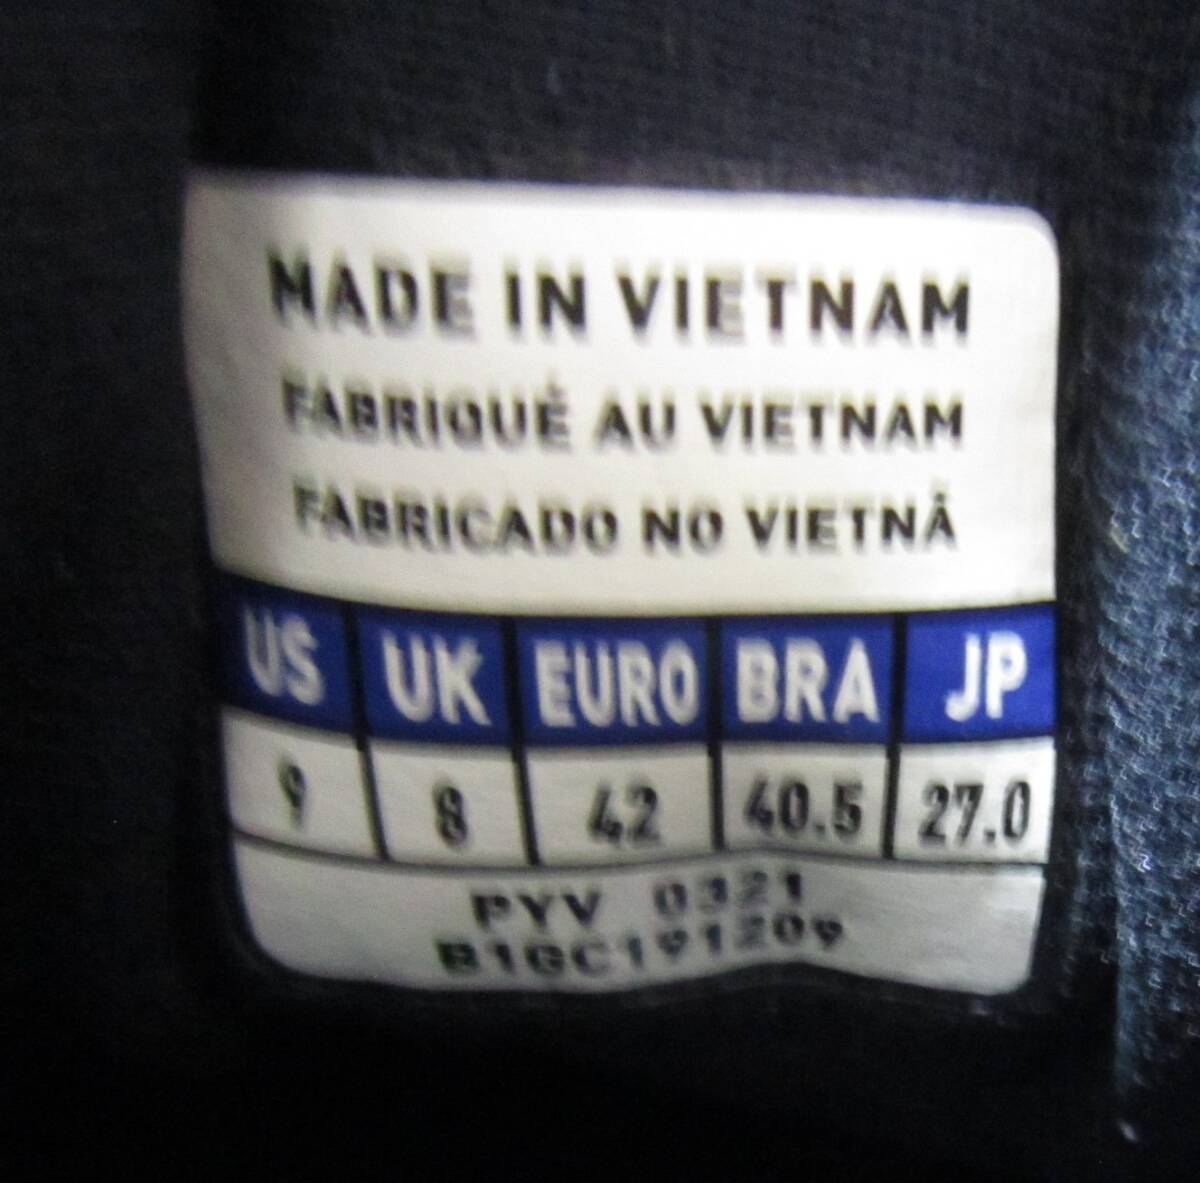 MADE IN VIETNAM
FABRIQUÉ AU VIETNAM
FABRICADO NO VIETNÃ
US UK EURO BRA JP
9 8 42 40.5 27.0
PYV 0321
B1GC191209